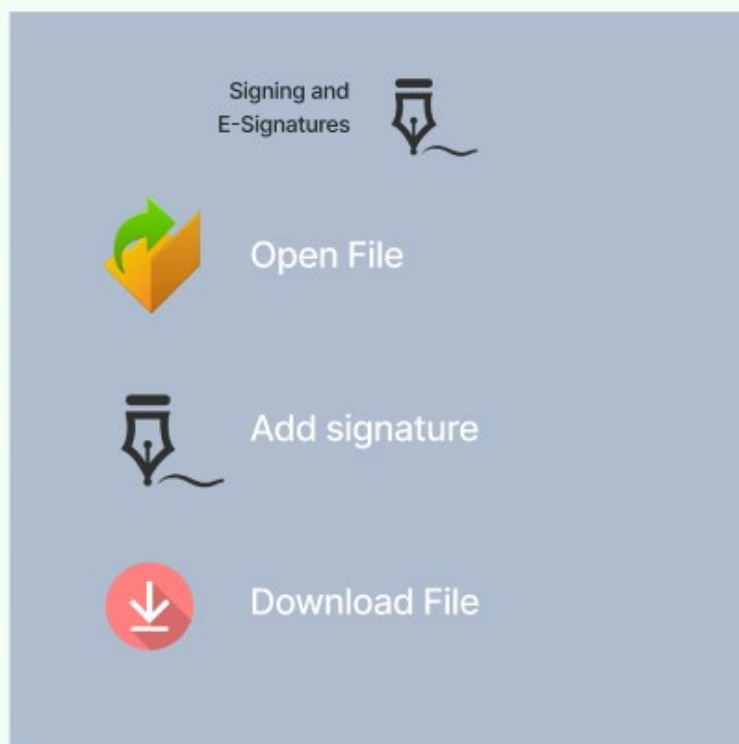 Signing and
E-Signatures
Open File
Add signature
Download File